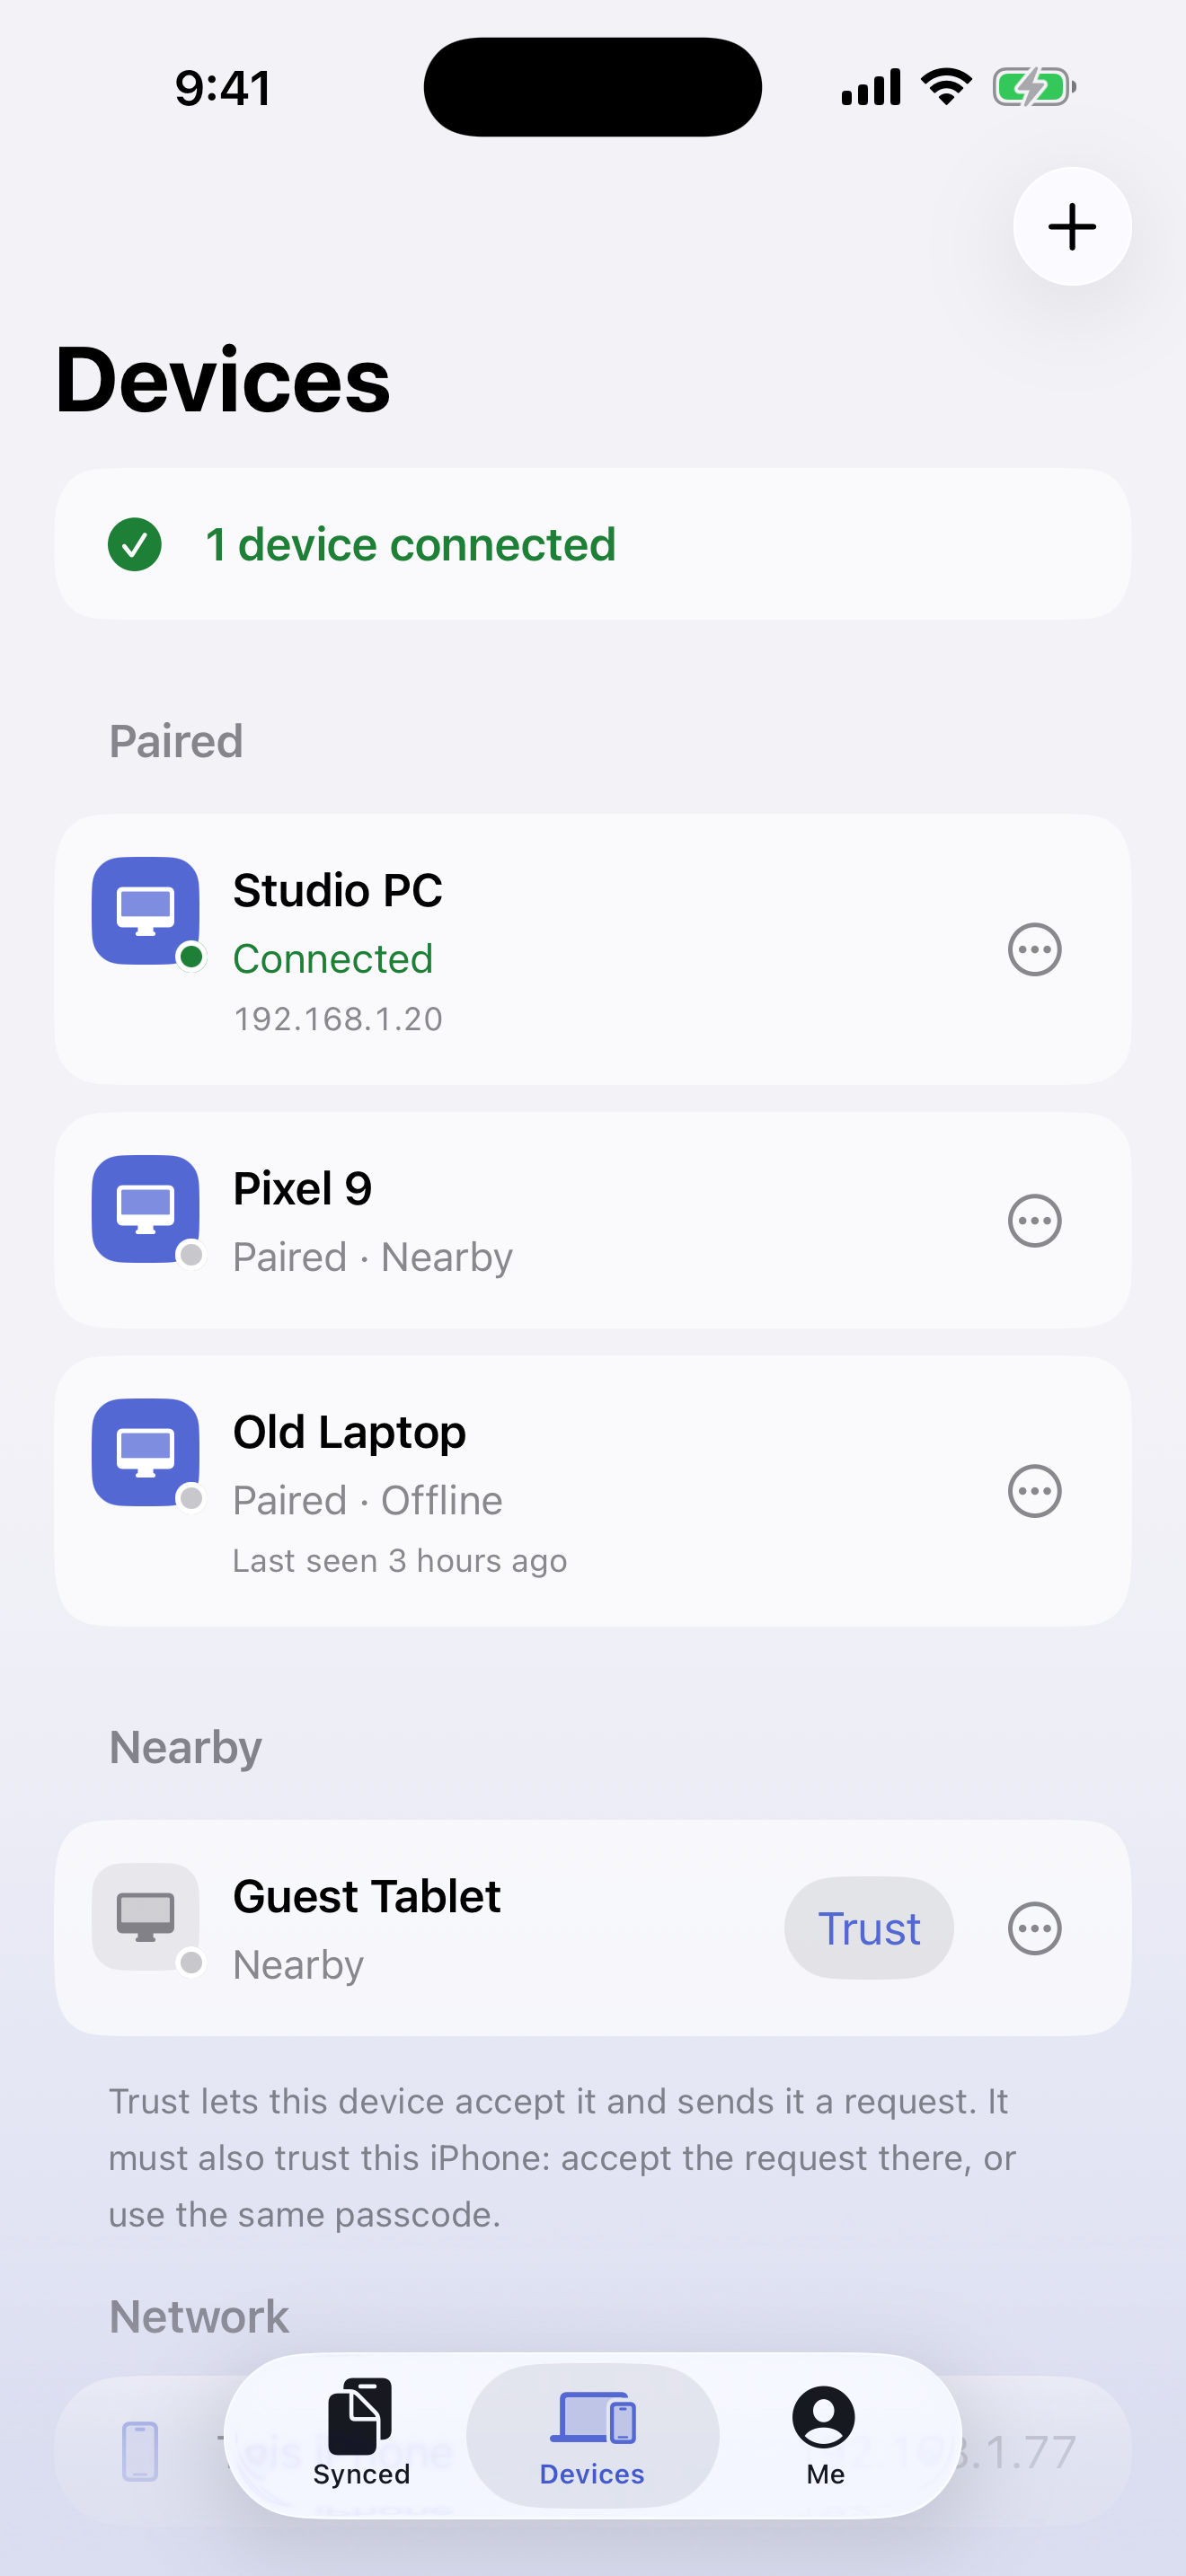 9:41
Devices
1 device connected
Paired
Studio PC
Connected
192.168.1.20
Pixel 9
Paired · Nearby
Old Laptop
Paired · Offline
Last seen 3 hours ago
Nearby
Guest Tablet
Nearby
Trust
Trust lets this device accept it and sends it a request. It
must also trust this iPhone: accept the request there, or
use the same passcode.
Network
Synced
Devices
Me